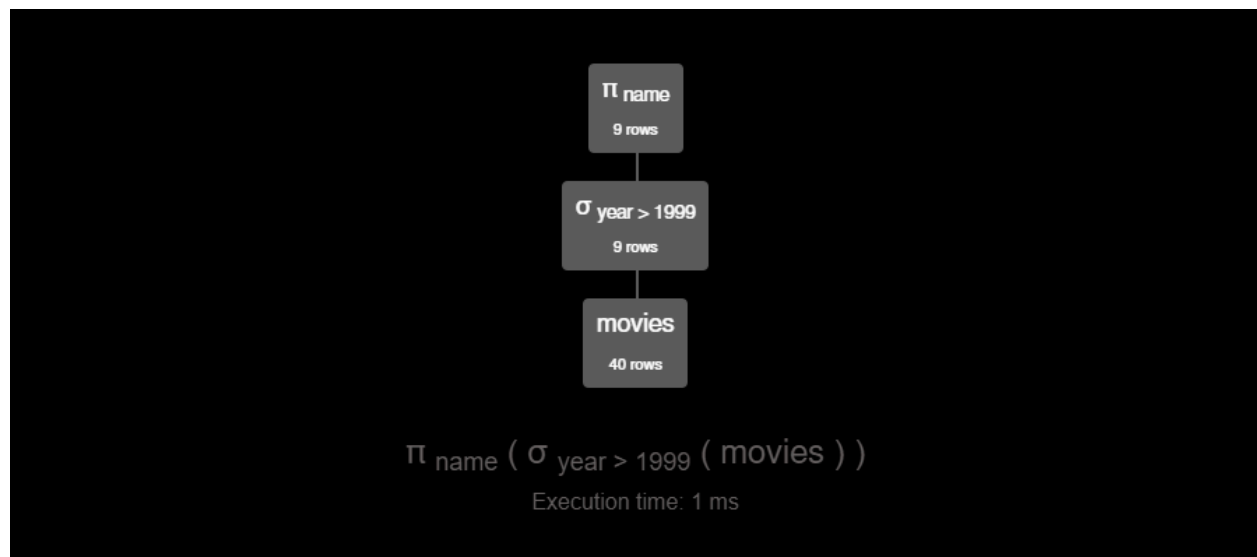 π name
9 rows
σ year > 1999
9 rows
movies
40 rows
π name ( σ year > 1999 ( movies ) )
Execution time: 1 ms